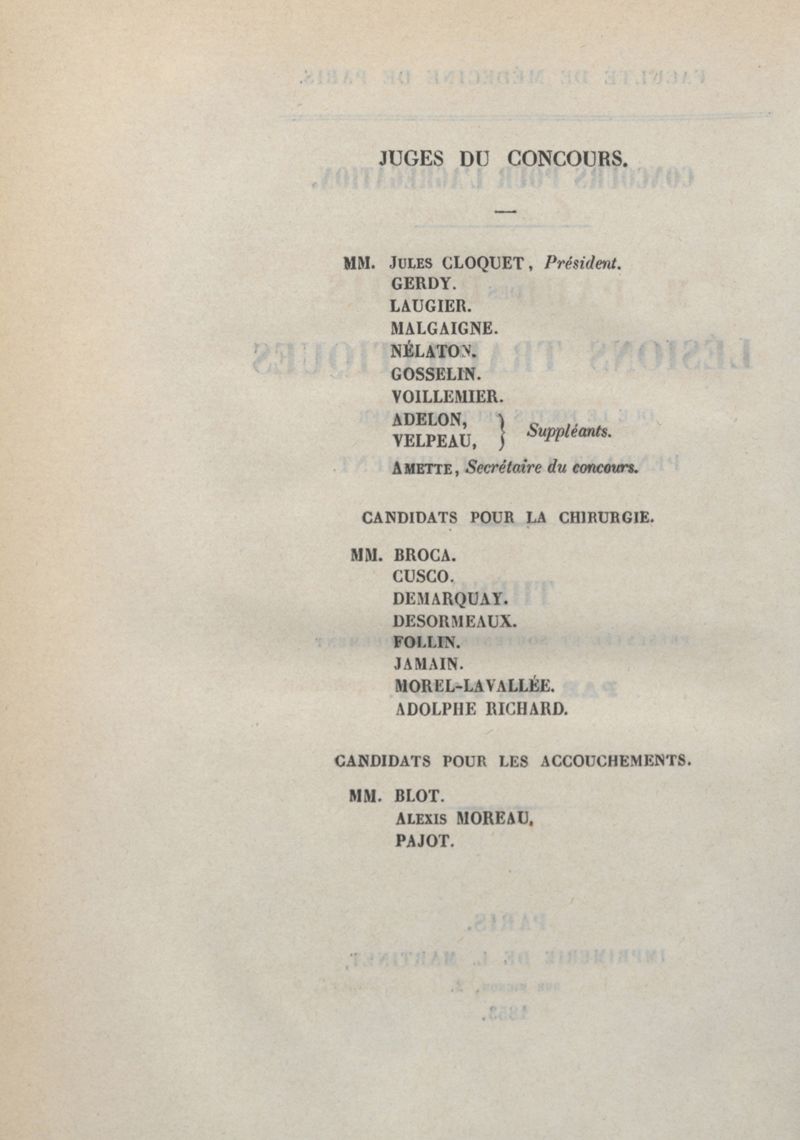 JUGES DU CONCOURS.
MM. JULES CLOQUET, Président.
GERDY.
LAUGIER.
MALGAIGNE.
NÉLATON.
GOSSELIN.
VOILLEMIER.
ADELON,
VELPEAU, } Suppléants.
AMETTE, Secrétaire du concours.
CANDIDATS POUR LA CHIRURGIE.
MM. BROCA.
CUSCO.
DEMARQUAY.
DESORMEAUX.
FOLLIN.
JAMAIN.
MOREL-LAVALLÉE.
ADOLPHE RICHARD.
CANDIDATS POUR LES ACCOUCHEMENTS.
MM. BLOT.
ALEXIS MOREAU,
PAJOT.